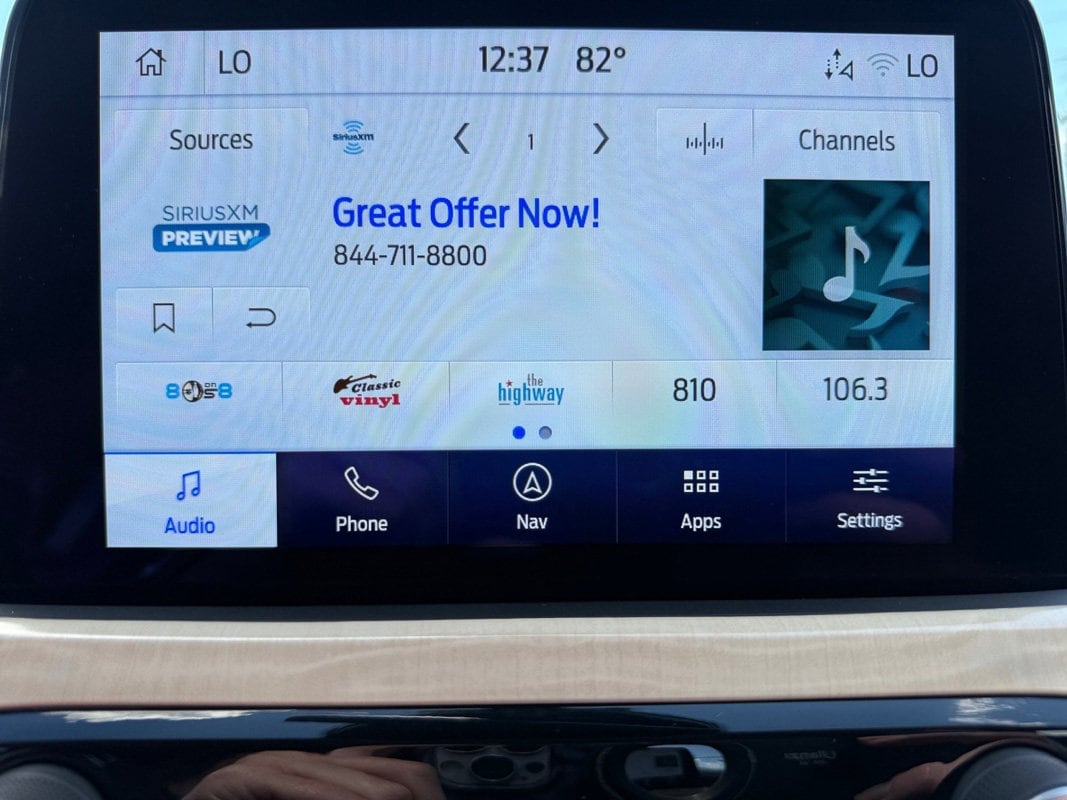 LO 12:37 82° LO
Sources SiriusXM 1 Channels
SIRIUSXM
PREVIEW
Great Offer Now!
844-711-8800
80s on 8 Classic vinyl the highway 810 106.3
Audio Phone Nav Apps Settings